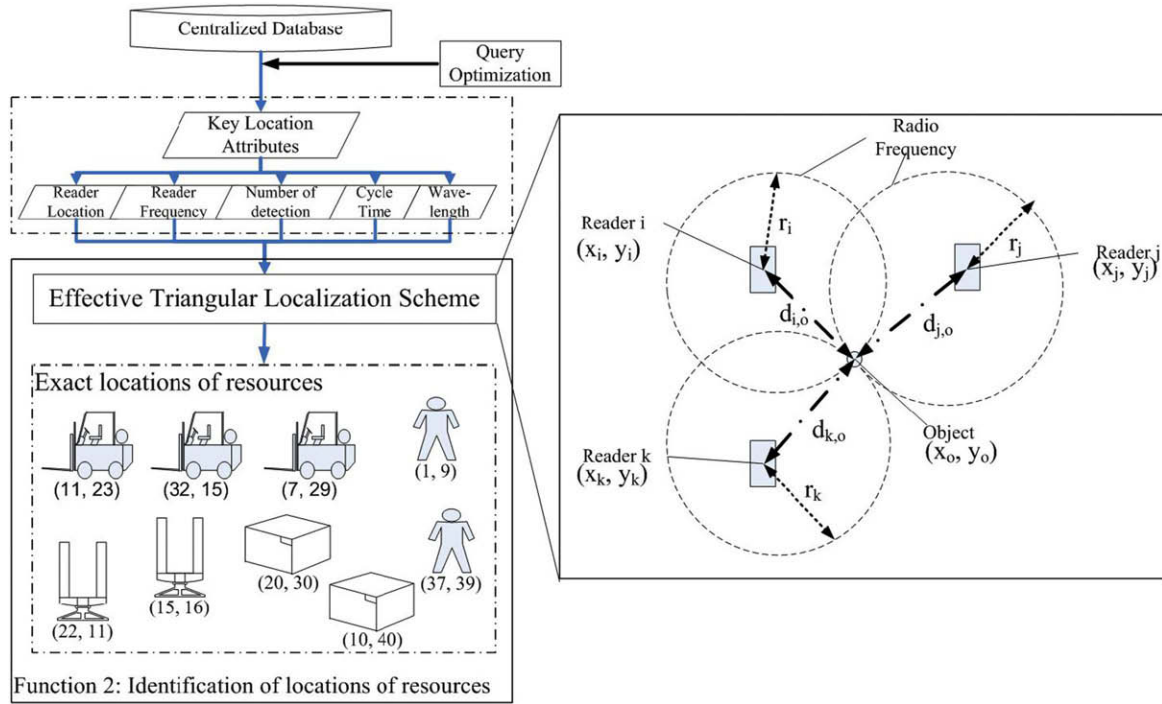 Centralized Database
Query
Optimization
Key Location
Attributes
Reader
Location
Reader
Frequency
Number of
detection
Cycle
Time
Wave-
length
Effective Triangular Localization Scheme
Exact locations of resources
(11, 23)
(32, 15)
(7, 29)
(1, 9)
(22, 11)
(15, 16)
(20, 30)
(10, 40)
(37, 39)
Function 2: Identification of locations of resources
Radio
Frequency
Reader i
(xᵢ, yᵢ)
rᵢ
Reader j
(xⱼ, yⱼ)
rⱼ
d_{i,o}
d_{j,o}
d_{k,o}
Object
(xₒ, yₒ)
Reader k
(xₖ, yₖ)
rₖ